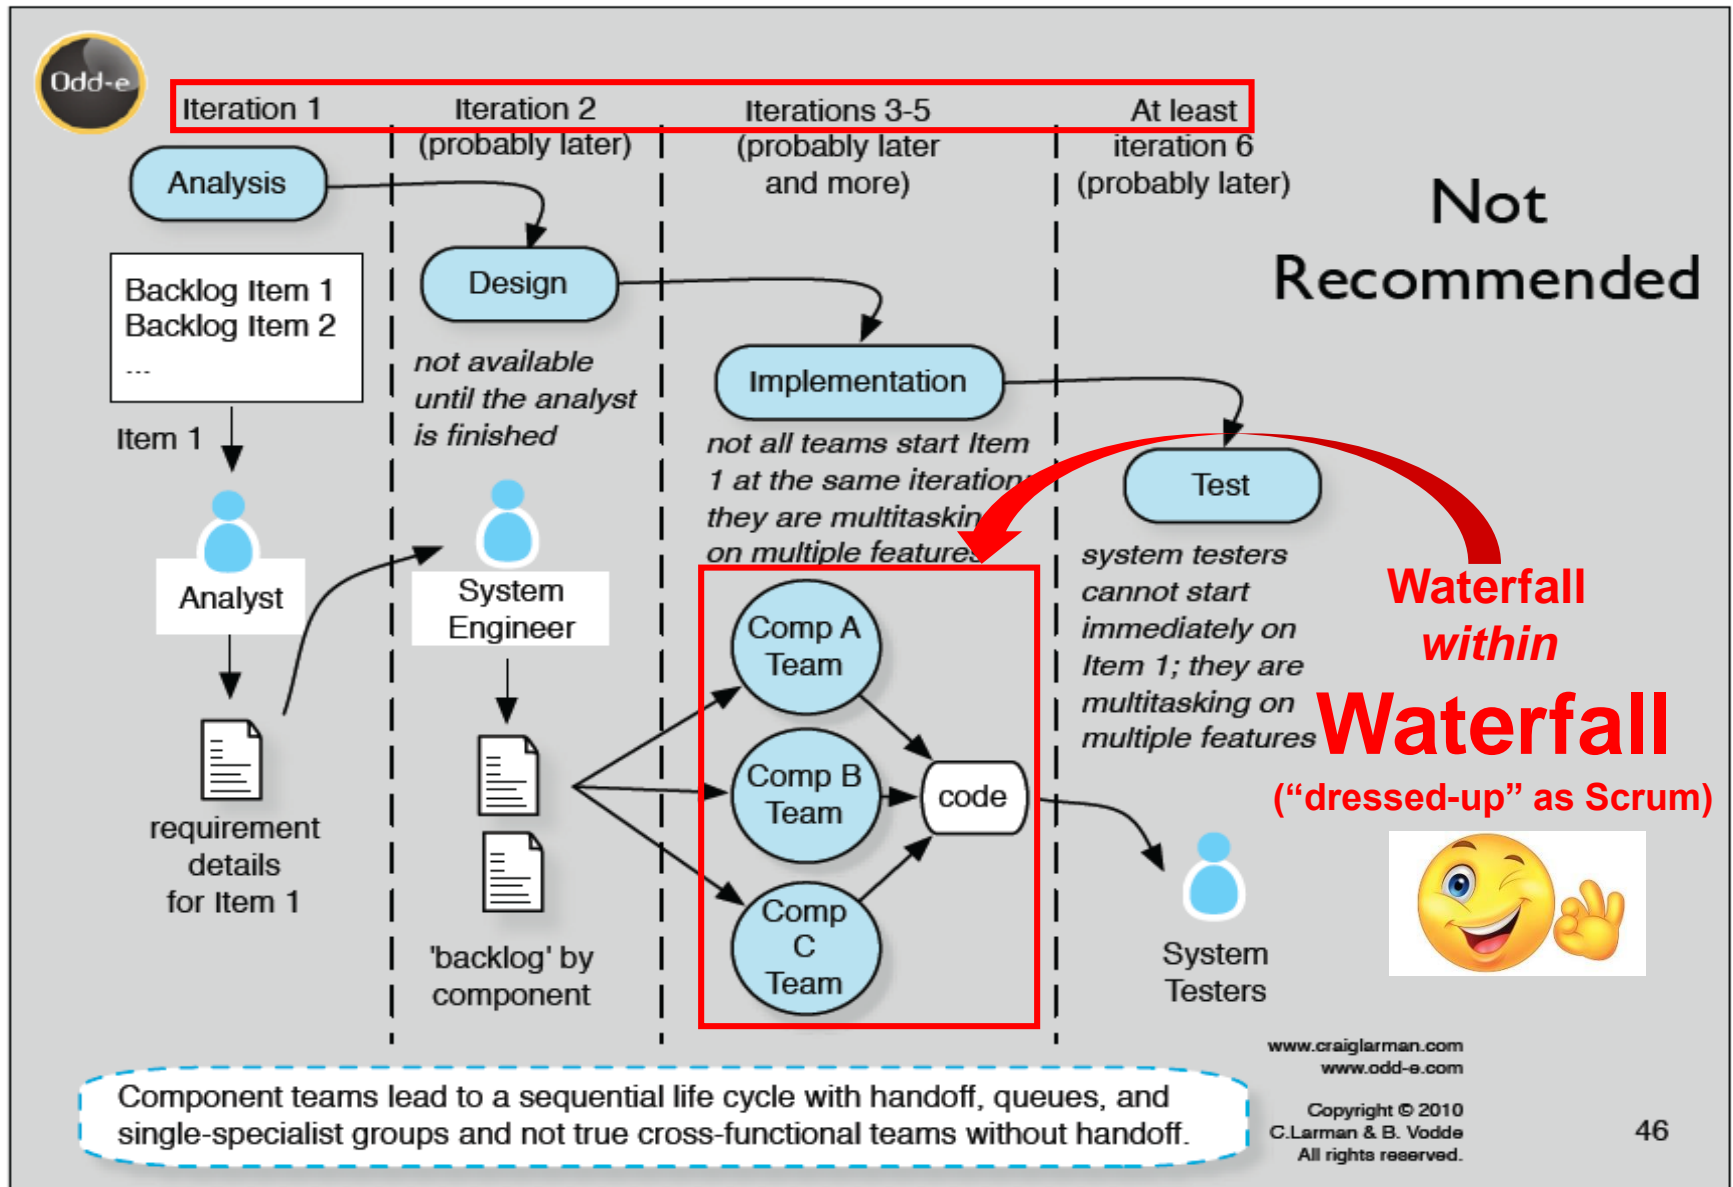 Odd-e
Iteration 1
Iteration 2
(probably later)
Iterations 3-5
(probably later
and more)
At least
iteration 6
(probably later)
Not
Recommended
Analysis
Backlog Item 1
Backlog Item 2
...
Item 1
Analyst
requirement
details
for Item 1
Design
not available
until the analyst
is finished
System
Engineer
'backlog' by
component
Implementation
not all teams start Item
1 at the same iteration;
they are multitasking
on multiple features
Comp A
Team
Comp B
Team
Comp
C
Team
code
Test
system testers
cannot start
immediately on
Item 1; they are
multitasking on
multiple features
System
Testers
Waterfall
within
Waterfall
(“dressed-up” as Scrum)
Component teams lead to a sequential life cycle with handoff, queues, and
single-specialist groups and not true cross-functional teams without handoff.
www.craiglarman.com
www.odd-e.com
Copyright © 2010
C.Larman & B. Vodde
All rights reserved.
46